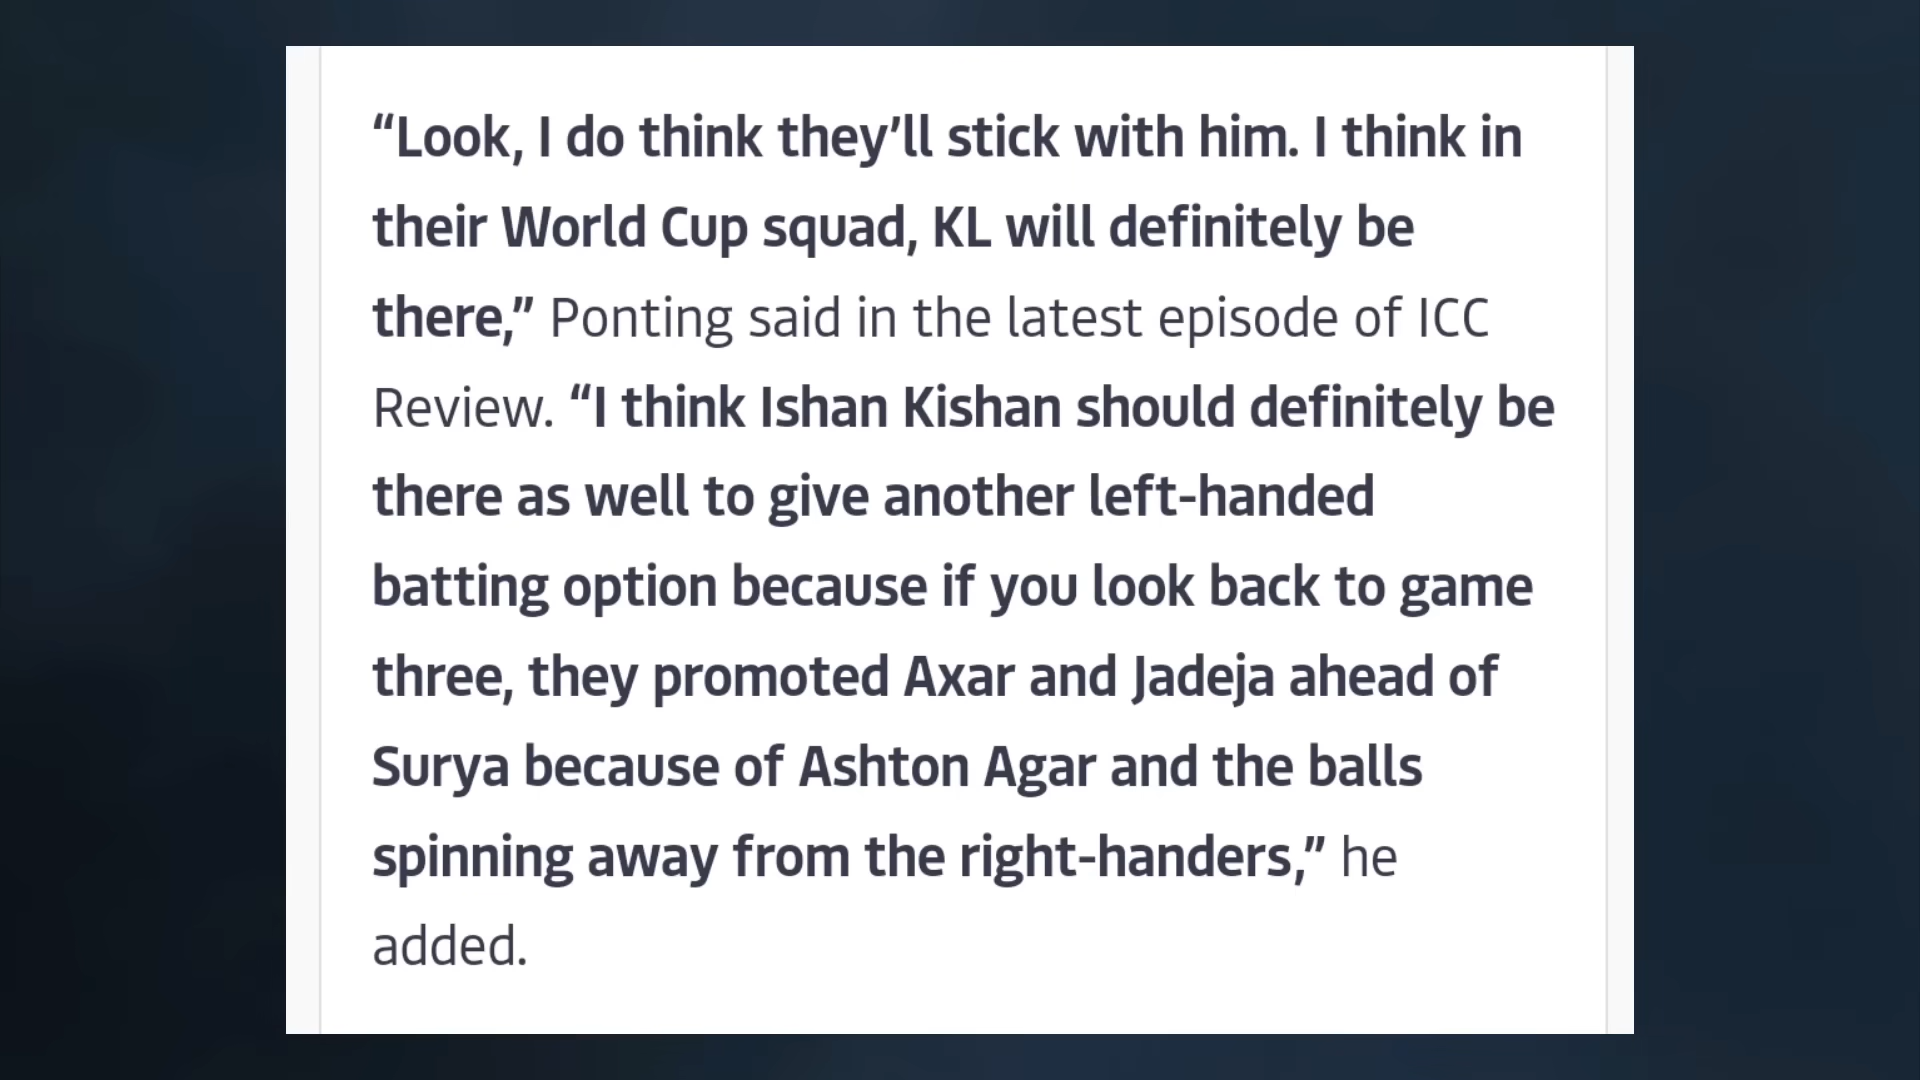 “Look, I do think they’ll stick with him. I think in
their World Cup squad, KL will definitely be
there,” Ponting said in the latest episode of ICC
Review. “I think Ishan Kishan should definitely be
there as well to give another left-handed
batting option because if you look back to game
three, they promoted Axar and Jadeja ahead of
Surya because of Ashton Agar and the balls
spinning away from the right-handers,” he
added.